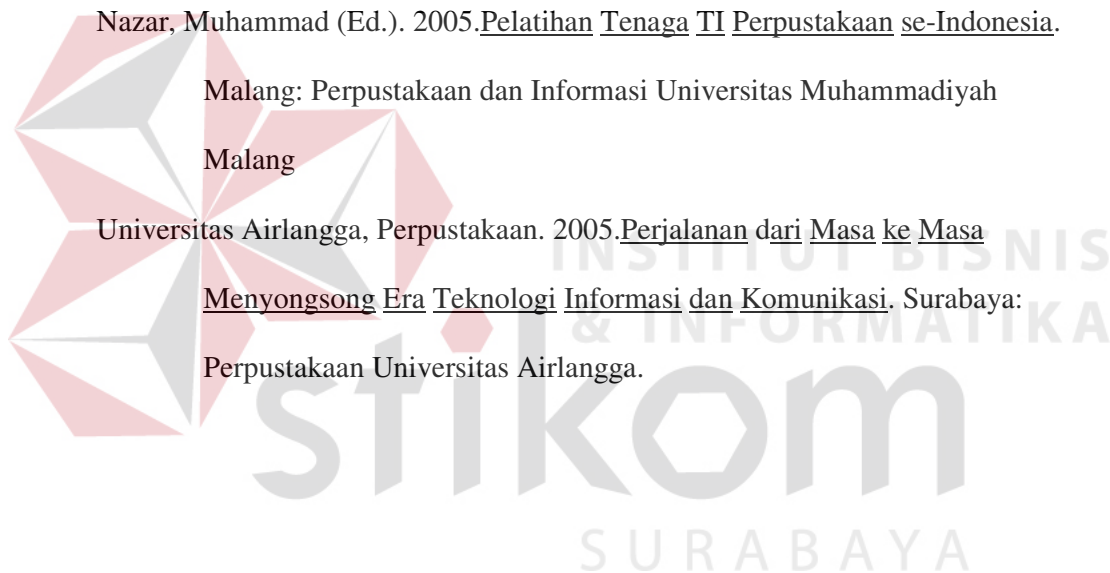 Nazar, Muhammad (Ed.). 2005.Pelatihan Tenaga TI Perpustakaan se-Indonesia.
Malang: Perpustakaan dan Informasi Universitas Muhammadiyah
Malang
Universitas Airlangga, Perpustakaan. 2005.Perjalanan dari Masa ke Masa
Menyongsong Era Teknologi Informasi dan Komunikasi. Surabaya:
Perpustakaan Universitas Airlangga.
INSTITUT BISNIS
& INFORMATIKA
stikom
SURABAYA